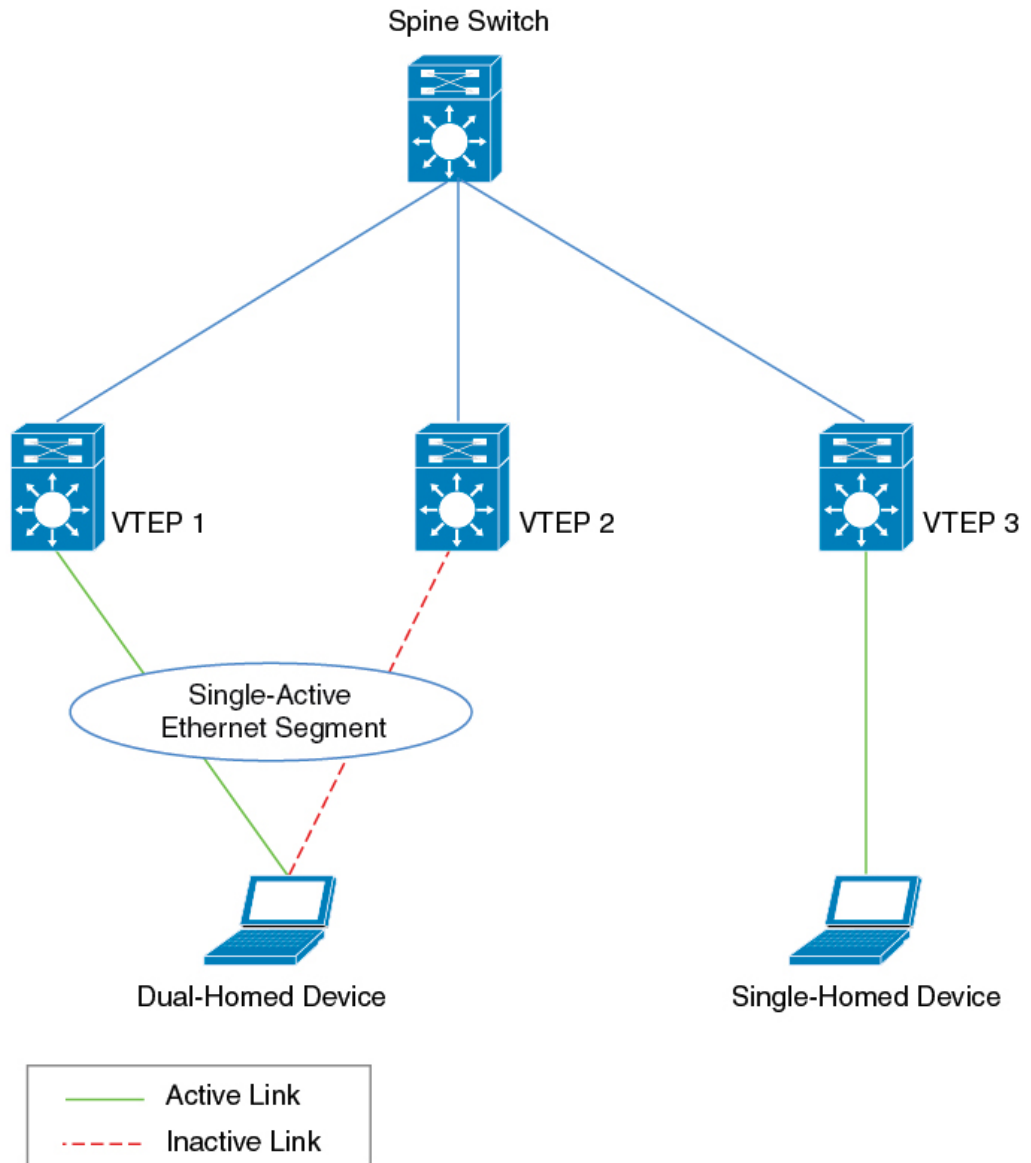 Spine Switch
VTEP 1
VTEP 2
VTEP 3
Single-Active
Ethernet Segment
Dual-Homed Device
Single-Homed Device
Active Link
Inactive Link